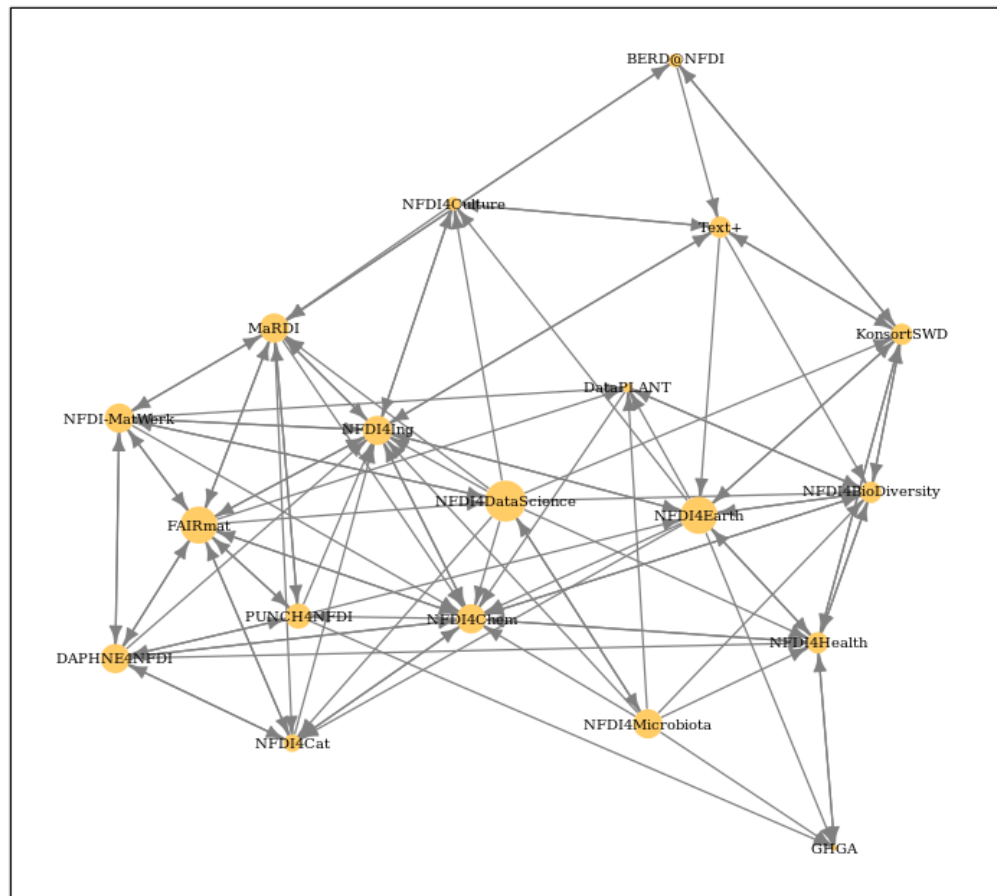 BERD@NFDI
NFDI4Culture
Text+
MaRDI
KonsortSWD
DataPLANT
NFDI-MatWerk
NFDI4Ing
NFDI4DataScience
NFDI4BioDiversity
NFDI4Earth
FAIRmat
PUNCH4NFDI
NFDI4Chem
NFDI4Health
DAPHNE4NFDI
NFDI4Microbiota
NFDI4Cat
GHGA